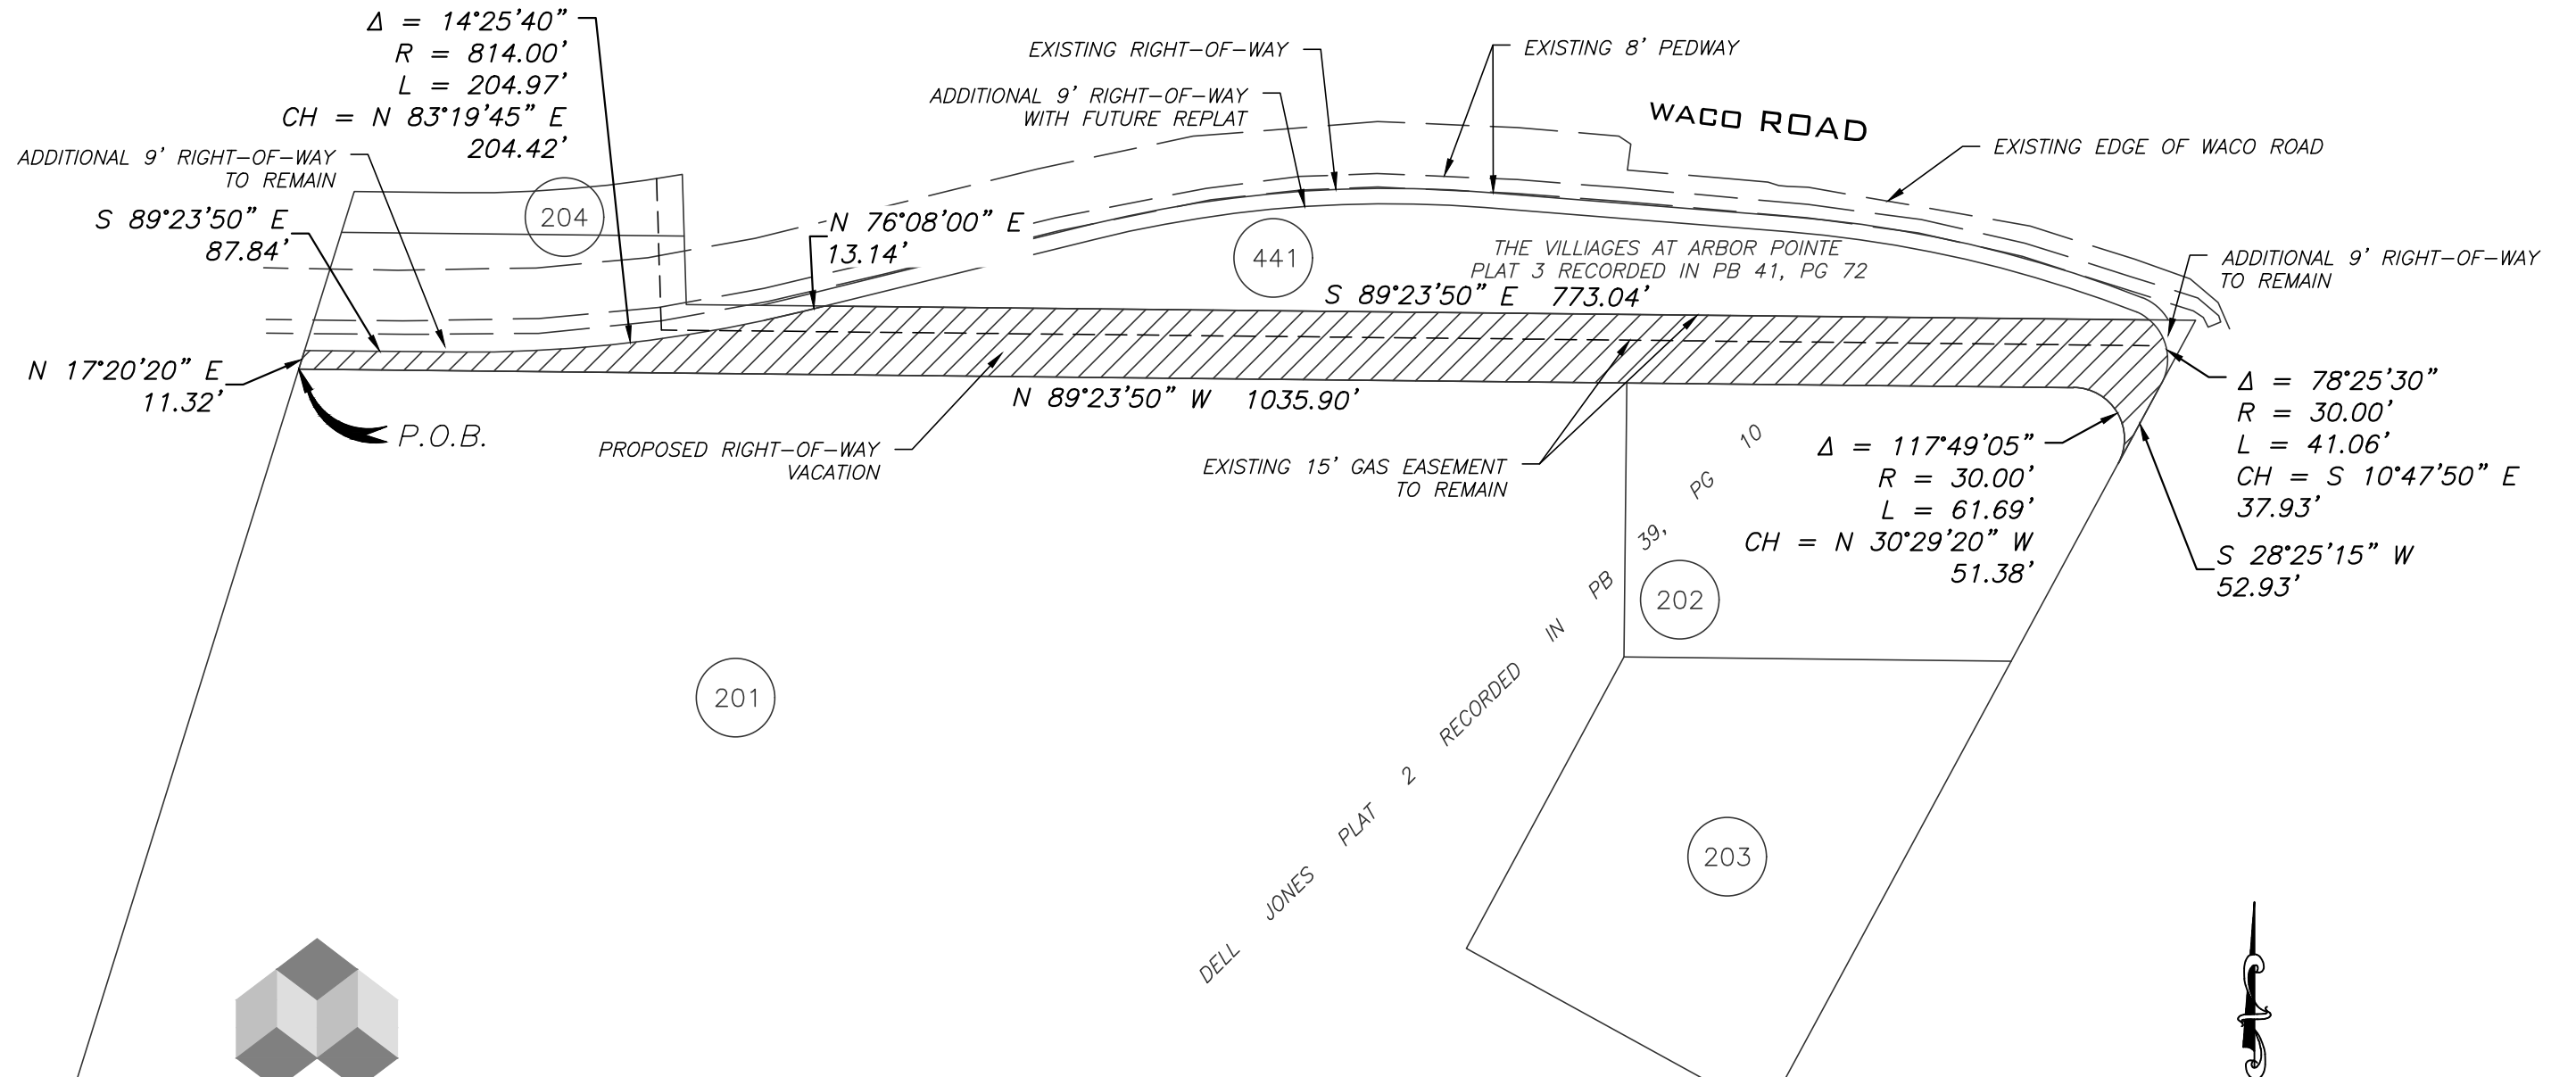 Δ = 14°25'40"
R = 814.00'
L = 204.97'
CH = N 83°19'45" E
204.42'
ADDITIONAL 9' RIGHT-OF-WAY
TO REMAIN
S 89°23'50" E
87.84'
204
EXISTING RIGHT-OF-WAY
ADDITIONAL 9' RIGHT-OF-WAY
WITH FUTURE REPLAT
EXISTING 8' PEDWAY
WACO ROAD
EXISTING EDGE OF WACO ROAD
N 76°08'00" E
13.14'
441
THE VILLIAGES AT ARBOR POINTE
PLAT 3 RECORDED IN PB 41, PG 72
S 89°23'50" E 773.04'
ADDITIONAL 9' RIGHT-OF-WAY
TO REMAIN
N 17°20'20" E
11.32'
P.O.B.
N 89°23'50" W 1035.90'
PROPOSED RIGHT-OF-WAY
VACATION
EXISTING 15' GAS EASEMENT
TO REMAIN
Δ = 117°49'05"
R = 30.00'
L = 61.69'
CH = N 30°29'20" W
51.38'
Δ = 78°25'30"
R = 30.00'
L = 41.06'
CH = S 10°47'50" E
37.93'
S 28°25'15" W
52.93'
202
201
203
DELL JONES PLAT 2 RECORDED IN PB 39, PG 10